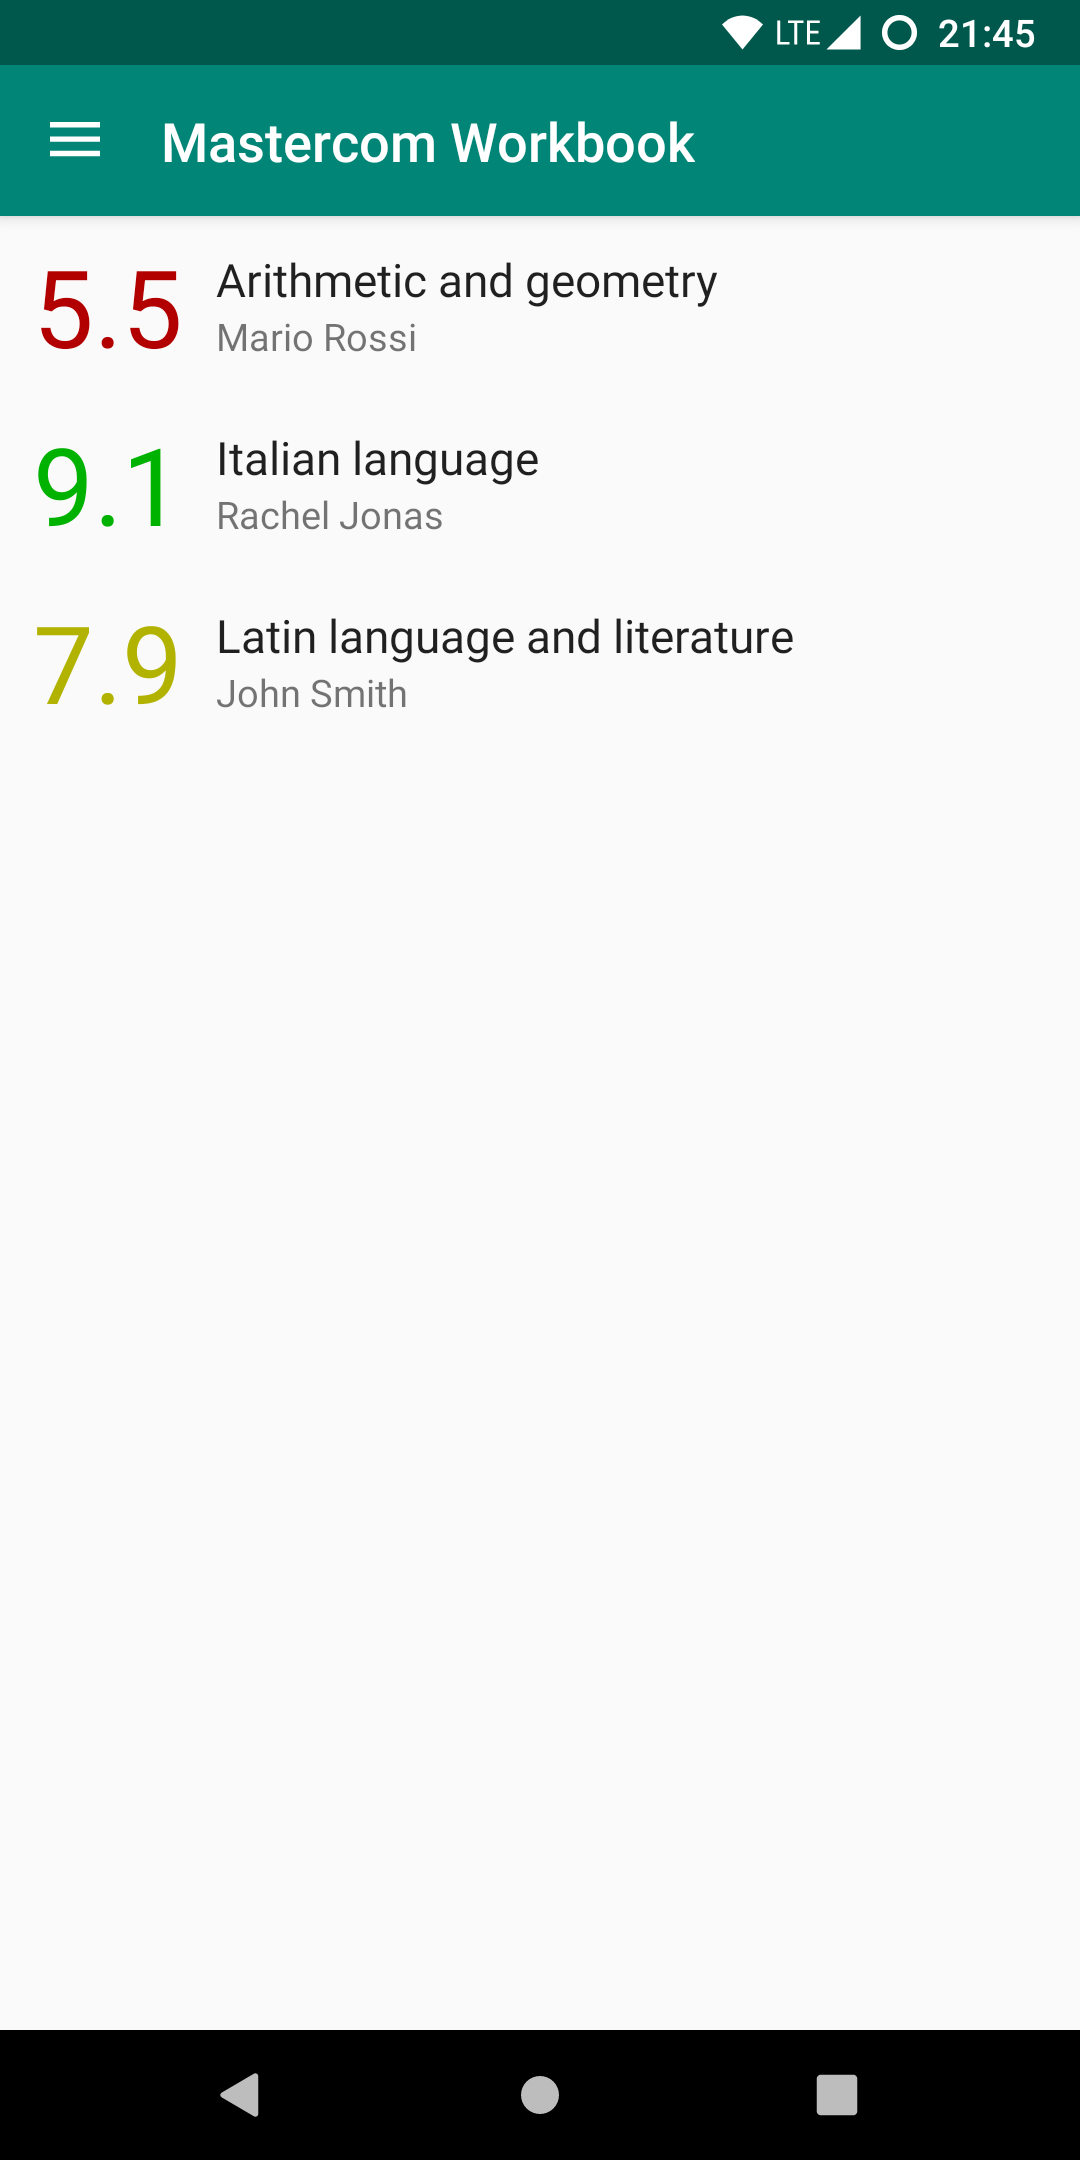 LTE 21:45
Mastercom Workbook
5.5 Arithmetic and geometry
Mario Rossi
9.1 Italian language
Rachel Jonas
7.9 Latin language and literature
John Smith